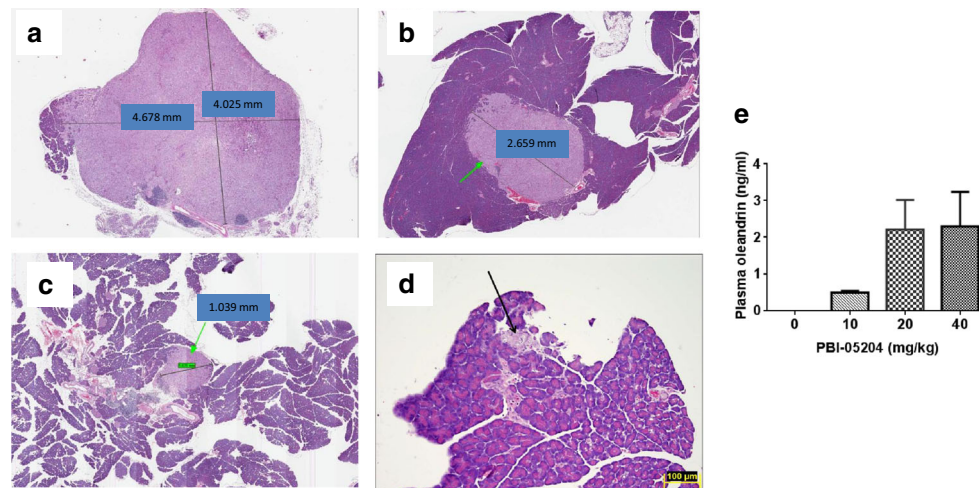 a
4.025 mm
4.678 mm
b
2.659 mm
c
1.039 mm
d
100 µm
e
Plasma oleandrin (ng/ml)
4
3
2
1
0
0 10 20 40
PBI-05204 (mg/kg)